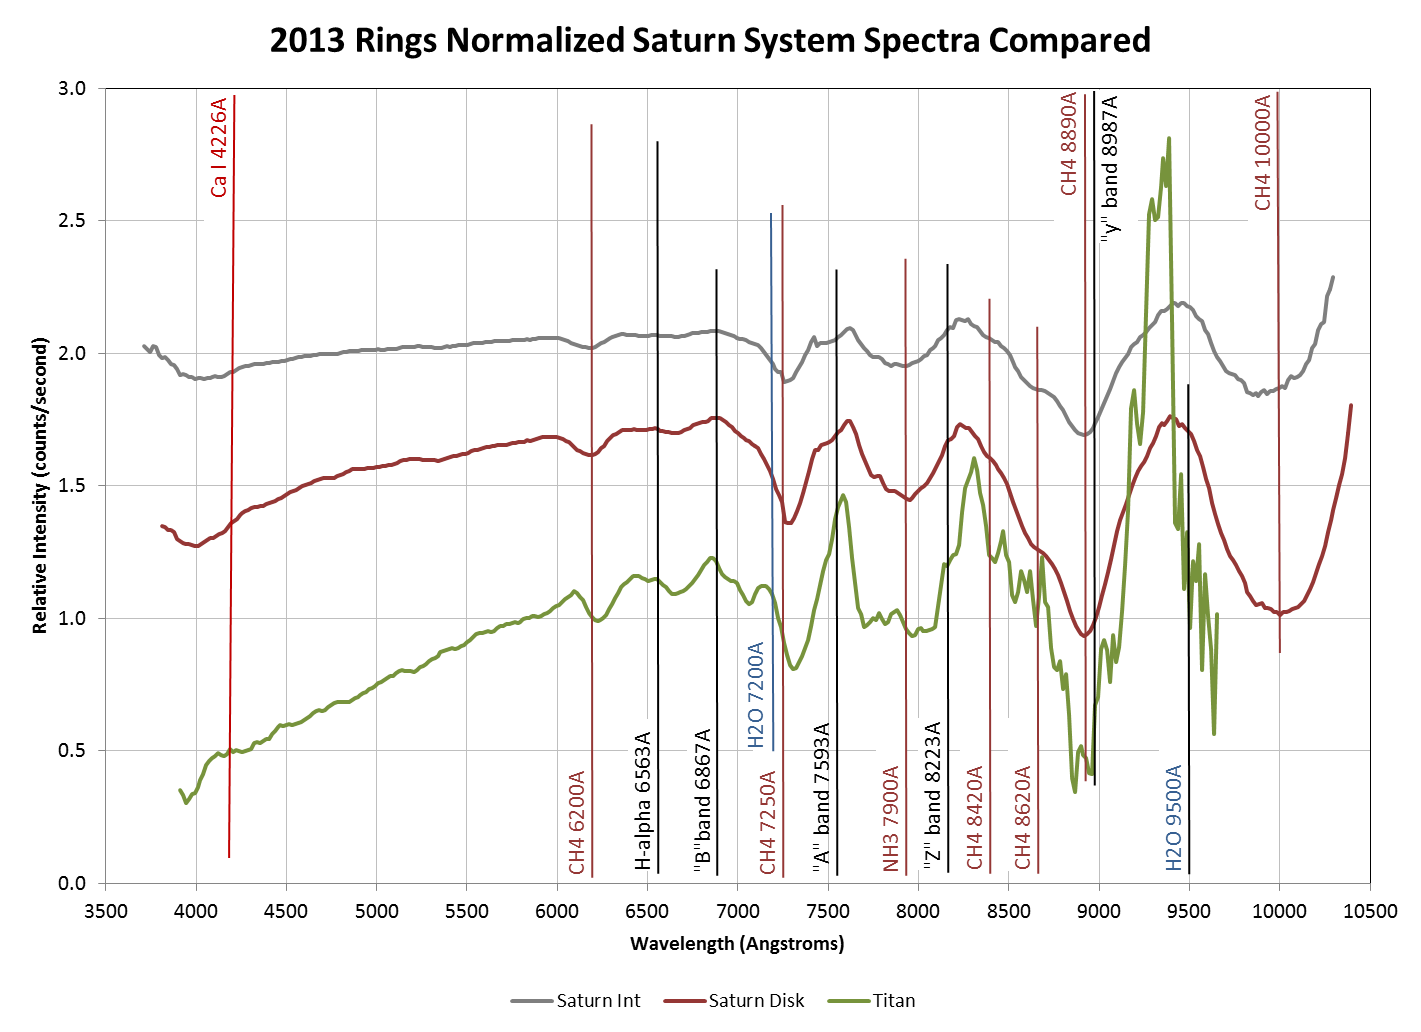 2013 Rings Normalized Saturn System Spectra Compared
Relative Intensity (counts/second)
3.0
2.5
2.0
1.5
1.0
0.5
0.0
Ca I 4226A
CH4 6200A
H-alpha 6563A
"B"band 6867A
H2O 7200A
CH4 7250A
"A" band 7593A
NH3 7900A
"Z" band 8223A
CH4 8420A
CH4 8620A
CH4 8890A
"y" band 8987A
H2O 9500A
CH4 10000A
3500 4000 4500 5000 5500 6000 6500 7000 7500 8000 8500 9000 9500 10000 10500
Wavelength (Angstroms)
Saturn Int Saturn Disk Titan